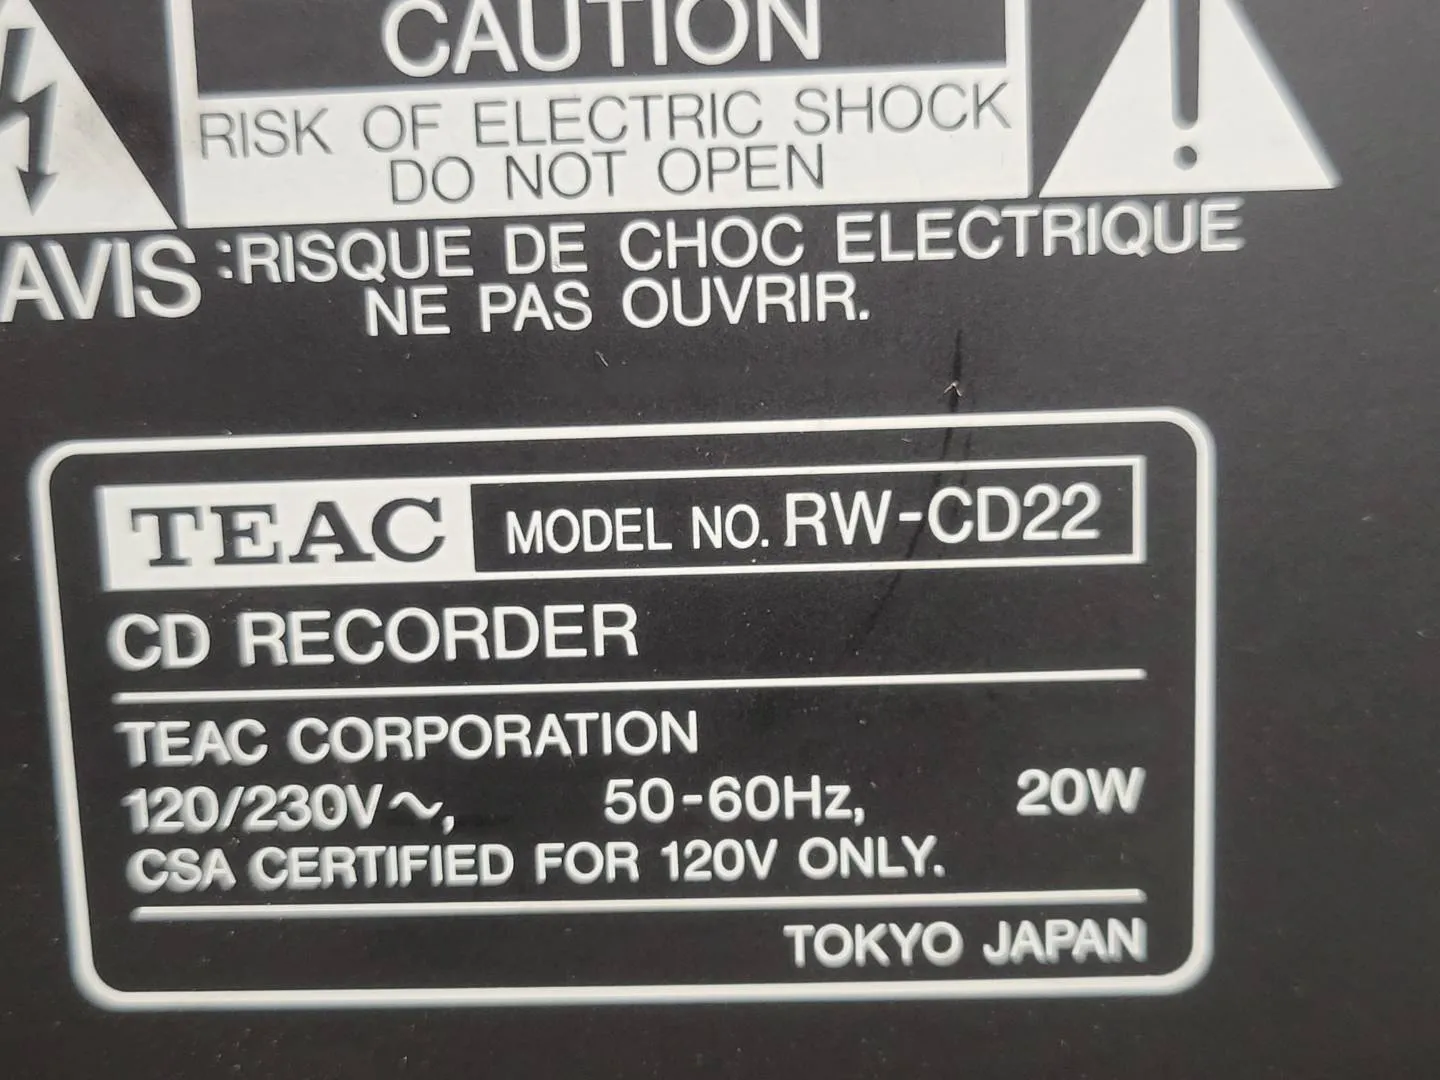 CAUTION
RISK OF ELECTRIC SHOCK
DO NOT OPEN
AVIS :RISQUE DE CHOC ELECTRIQUE
NE PAS OUVRIR.
TEAC MODEL NO. RW-CD22
CD RECORDER
TEAC CORPORATION
120/230V~, 50-60Hz, 20W
CSA CERTIFIED FOR 120V ONLY.
TOKYO JAPAN